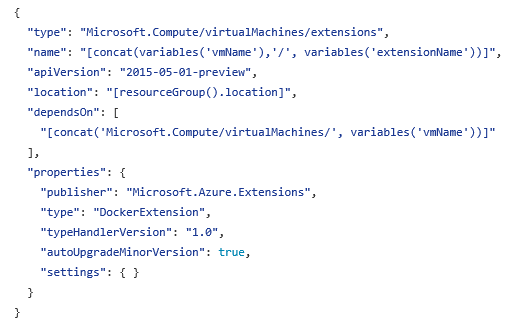 {
  "type": "Microsoft.Compute/virtualMachines/extensions",
  "name": "[concat(variables('vmName'),'/', variables('extensionName'))]",
  "apiVersion": "2015-05-01-preview",
  "location": "[resourceGroup().location]",
  "dependsOn": [
    "[concat('Microsoft.Compute/virtualMachines/', variables('vmName'))]"
  ],
  "properties": {
    "publisher": "Microsoft.Azure.Extensions",
    "type": "DockerExtension",
    "typeHandlerVersion": "1.0",
    "autoUpgradeMinorVersion": true,
    "settings": { }
  }
}